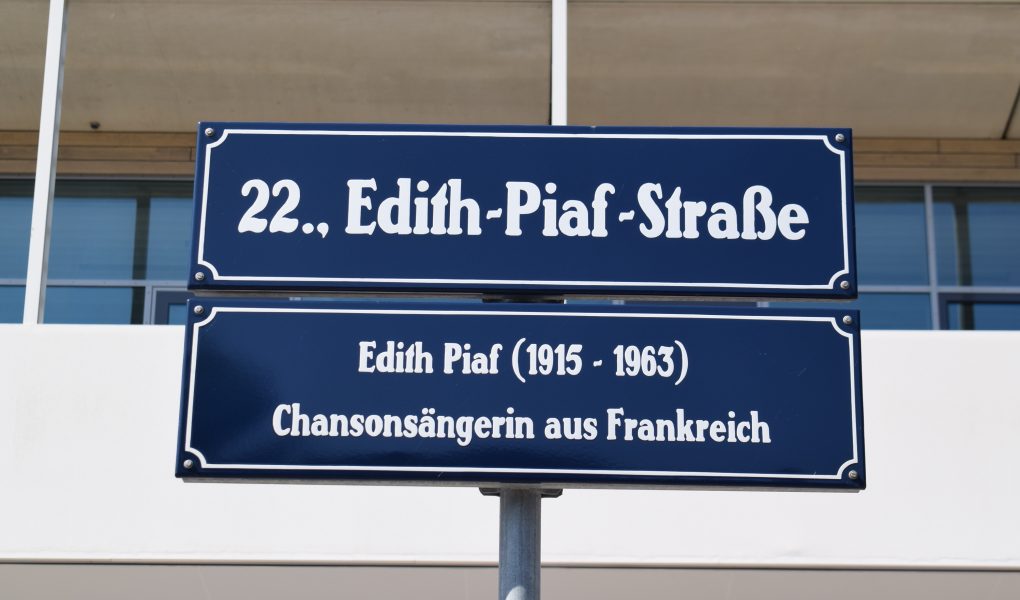 22., Edith-Piaf-Straße
Edith Piaf (1915 - 1963)
Chansonsängerin aus Frankreich